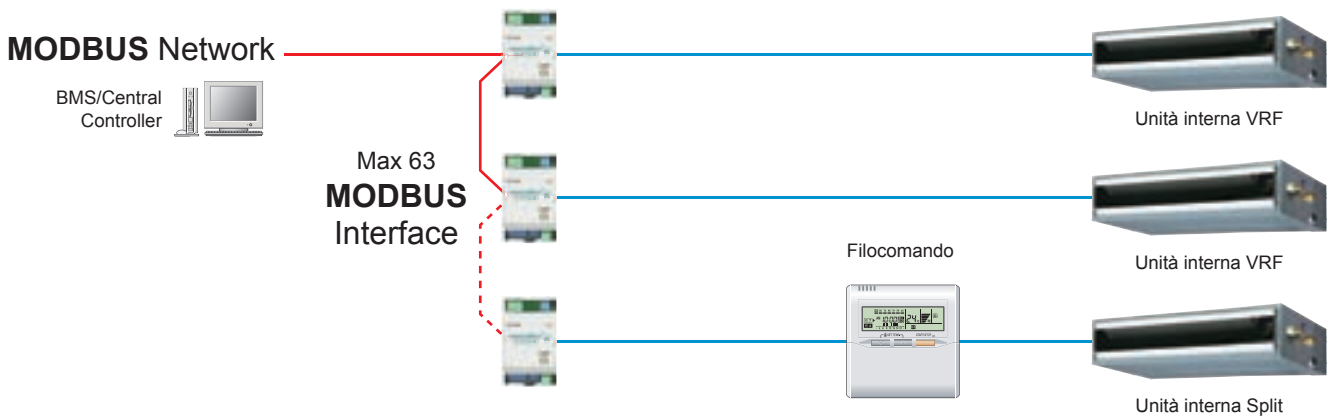 MODBUS Network
BMS/Central
Controller
Max 63
MODBUS
Interface
Unità interna VRF
Unità interna VRF
Filocomando
Unità interna Split